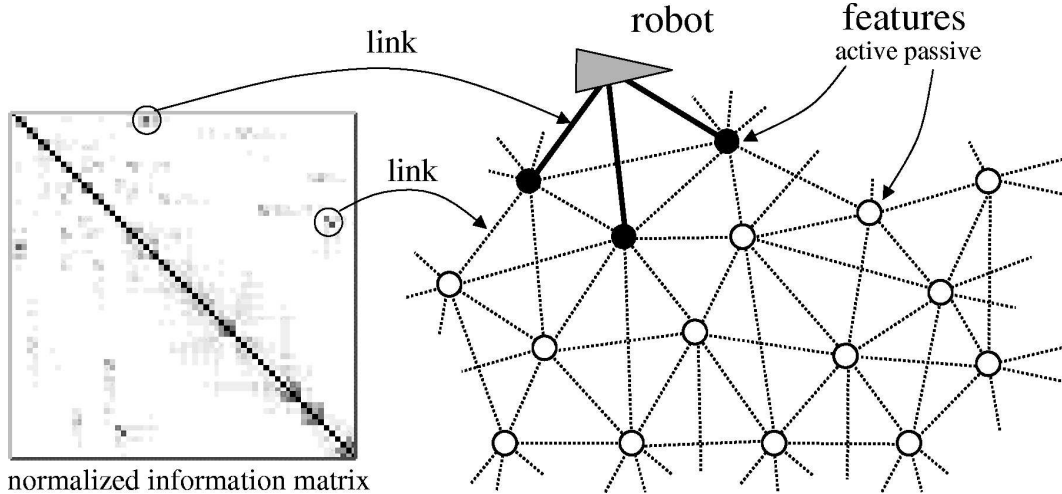 robot
features
active passive
link
link
normalized information matrix